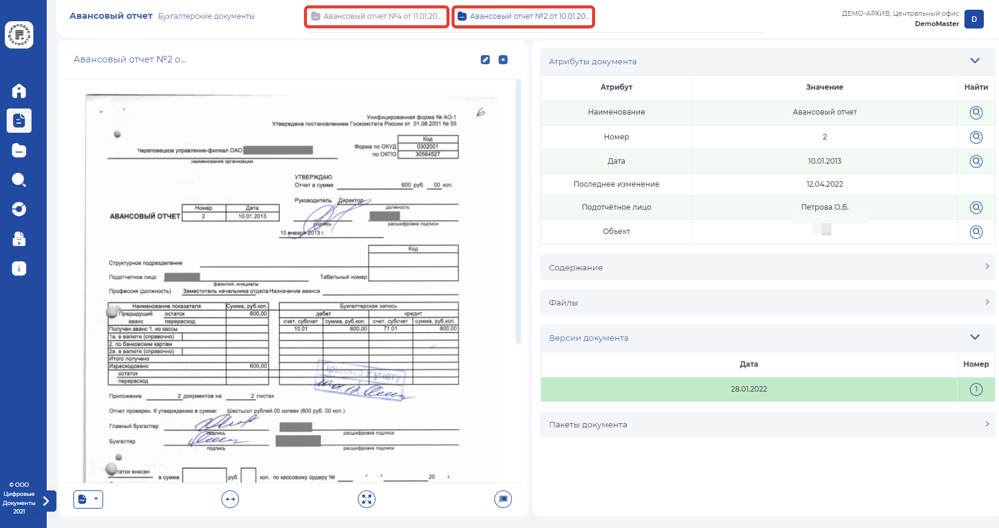 Авансовый отчет Бухгалтерские документы
Авансовый отчет №4 от 11.01.20...
Авансовый отчет №2 от 10.01.20...
ДЕМО-АРХИВ, Центральный офис
DemoMaster
D
ЦИФРОВЫЕ ДОКУМЕНТЫ
Авансовый отчет №2 о...
6
Унифицированная форма № АО-1
Утверждена постановлением Госкомстата России от 01.08.2001 № 55
Код
Форма по ОКУД 0302001
Череповецкое управление-филиал ОАО
по ОКПО 30564527
наименование организации
УТВЕРЖДАЮ
Отчет в сумме 600 руб. 00 коп.
Руководитель Директор
должность
Номер Дата
АВАНСОВЫЙ ОТЧЕТ 2 10.01.2013
подпись расшифровка подписи
10 января 2013 г.
Код
Структурное подразделение
Подотчетное лицо
Табельный номер
фамилия, инициалы
Профессия (должность) Заместитель начальника отдела Назначение аванса
Наименование показателя Сумма, руб.коп. Бухгалтерская запись
Предыдущий остаток 600,00 дебет кредит
аванс перерасход счет, субсчет сумма, руб.коп. счет, субсчет сумма, руб.коп.
Получен аванс 1. из кассы 10.01 600,00 71.01 600,00
1а. в валюте (справочно)
2. по банковским картам
2а. в валюте (справочно)
Итого получено
Израсходовано 600,00
остаток
перерасход
Принято к учету
10.01.13
Приложение 2 документов на 2 листах
Отчет проверен. К утверждению в сумме: Шестьсот рублей 00 копеек (600 руб. 00 коп.)
Главный бухгалтер
подпись расшифровка подписи
Бухгалтер
подпись расшифровка подписи
внесен
в сумме руб. коп. по кассовому ордеру № " " 20 г.
PDF
Атрибуты документа
Атрибут Значение Найти
Наименование Авансовый отчет
Номер 2
Дата 10.01.2013
Последнее изменение 12.04.2022
Подотчётное лицо Петрова О.Б.
Объект
Содержание
Файлы
Версии документа
Дата Номер
28.01.2022 1
Пакеты документа
© ООО
Цифровые
Документы
2021